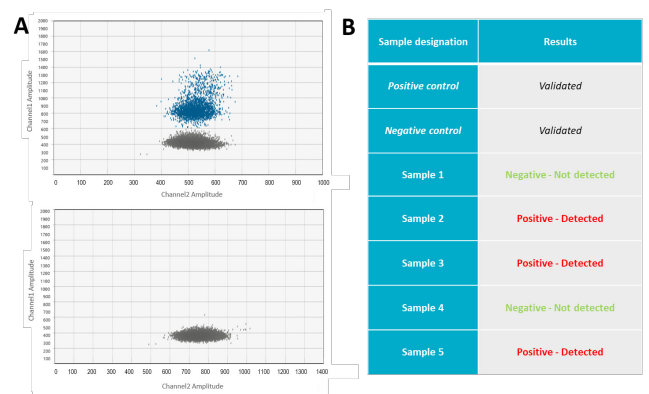 A
2000
1900
1800
1700
1600
1500
1400
1300
1200
1100
1000
900
800
700
600
500
400
300
200
100
Channel1 Amplitude
0 100 200 300 400 500 600 700 800 900 1000
Channel2 Amplitude
2000
1900
1800
1700
1600
1500
1400
1300
1200
1100
1000
900
800
700
600
500
400
300
200
100
Channel1 Amplitude
0 100 200 300 400 500 600 700 800 900 1000 1100 1200 1300 1400
Channel2 Amplitude
B
Sample designation Results
Positive control Validated
Negative control Validated
Sample 1 Negative - Not detected
Sample 2 Positive - Detected
Sample 3 Positive - Detected
Sample 4 Negative - Not detected
Sample 5 Positive - Detected